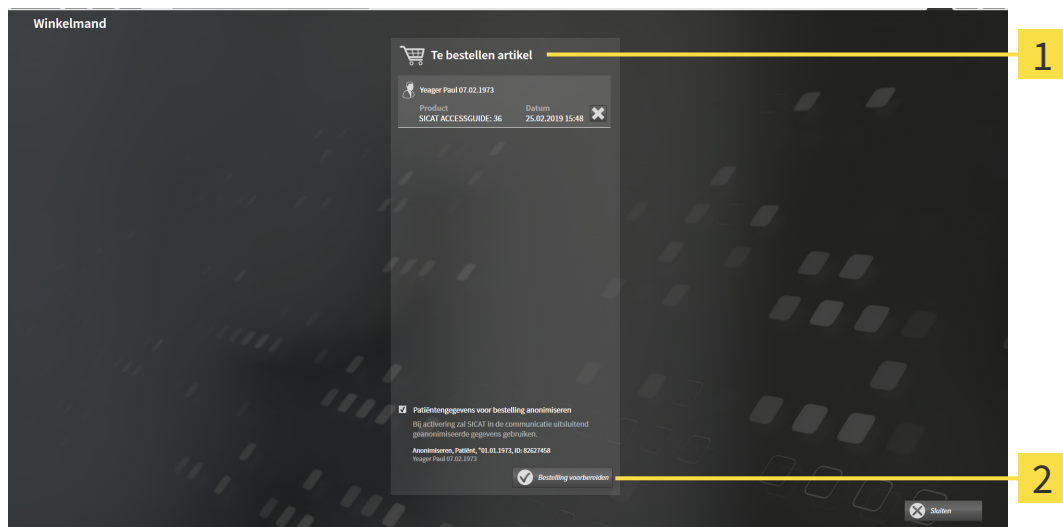 Winkelmand
Te bestellen artikel
1
Yeager Paul 07.02.1973
Product Datum
SICAT ACCESSGUIDE: 36 25.02.2019 15:48
Patiëntengegevens voor bestelling anonimiseren
Bij activering zal SICAT in de communicatie uitsluitend
geanonimiseerde gegevens gebruiken.
Anonimiseren, Patiënt, *01.01.1973, ID: 82627458
Yeager Paul 07.02.1973
Bestelling voorbereiden
2
Sluiten